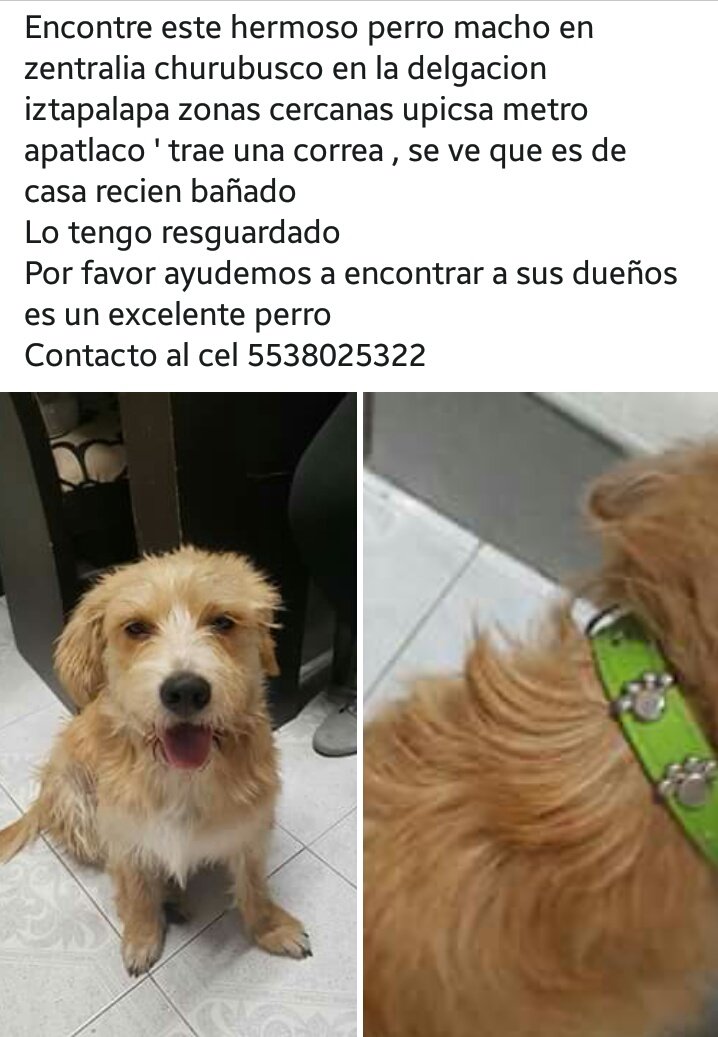 Encontre este hermoso perro macho en
zentralia churubusco en la delgacion
iztapalapa zonas cercanas upicsa metro
apatlaco ' trae una correa , se ve que es de
casa recien bañado
Lo tengo resguardado
Por favor ayudemos a encontrar a sus dueños
es un excelente perro
Contacto al cel 5538025322